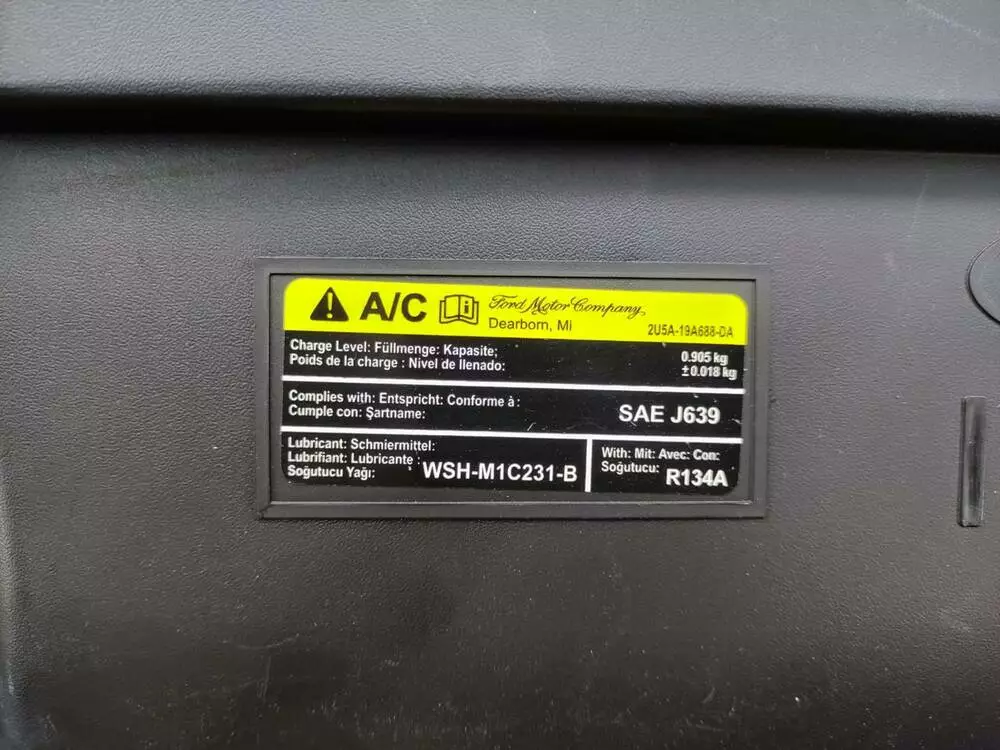 A/C
Ford Motor Company,
Dearborn, Mi
2U5A-19A688-DA
Charge Level: Füllmenge: Kapasite;
Poids de la charge : Nivel de llenado:
0.905 kg
±0.018 kg
Complies with: Entspricht: Conforme à :
Cumple con: Şartname:
SAE J639
Lubricant: Schmiermittel:
Lubrifiant: Lubricante :
Soğutucu Yağı:
WSH-M1C231-B
With: Mit: Avec: Con:
Soğutucu:
R134A